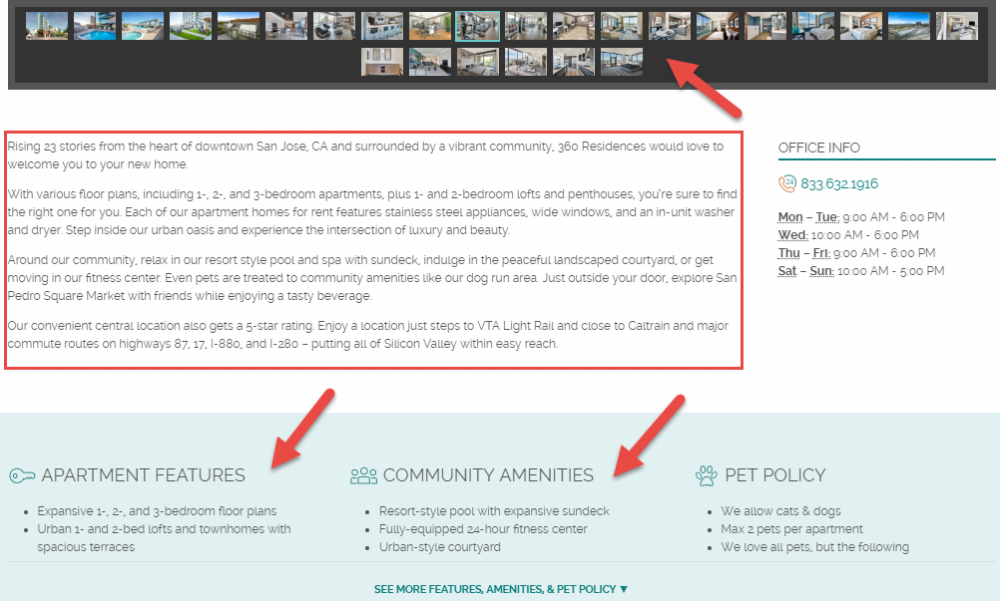 Rising 23 stories from the heart of downtown San Jose, CA and surrounded by a vibrant community, 360 Residences would love to
welcome you to your new home.
With various floor plans, including 1-, 2-, and 3-bedroom apartments, plus 1- and 2-bedroom lofts and penthouses, you're sure to find
the right one for you. Each of our apartment homes for rent features stainless steel appliances, wide windows, and an in-unit washer
and dryer. Step inside our urban oasis and experience the intersection of luxury and beauty.
Around our community, relax in our resort style pool and spa with sundeck, indulge in the peaceful landscaped courtyard, or get
moving in our fitness center. Even pets are treated to community amenities like our dog run area. Just outside your door, explore San
Pedro Square Market with friends while enjoying a tasty beverage.
Our convenient central location also gets a 5-star rating. Enjoy a location just steps to VTA Light Rail and close to Caltrain and major
commute routes on highways 87, 17, I-880, and I-280 – putting all of Silicon Valley within easy reach.
OFFICE INFO
24 833.632.1916
Mon – Tue: 9:00 AM - 6:00 PM
Wed: 10:00 AM - 6:00 PM
Thu – Fri: 9:00 AM - 6:00 PM
Sat – Sun: 10:00 AM - 5:00 PM
APARTMENT FEATURES
• Expansive 1-, 2-, and 3-bedroom floor plans
• Urban 1- and 2-bed lofts and townhomes with
spacious terraces
COMMUNITY AMENITIES
• Resort-style pool with expansive sundeck
• Fully-equipped 24-hour fitness center
• Urban-style courtyard
PET POLICY
• We allow cats & dogs
• Max 2 pets per apartment
• We love all pets, but the following
SEE MORE FEATURES, AMENITIES, & PET POLICY ▼